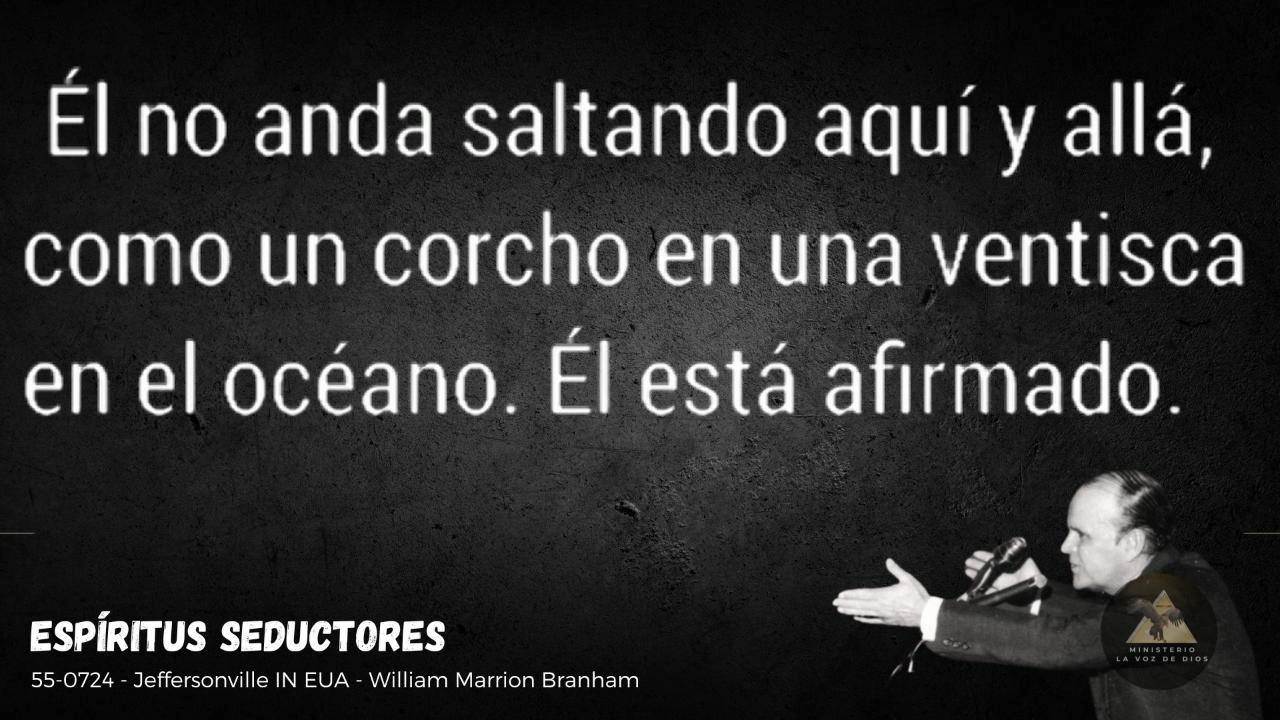 Él no anda saltando aquí y allá,
como un corcho en una ventisca
en el océano. Él está afirmado.
ESPÍRITUS SEDUCTORES
55-0724 - Jeffersonville IN EUA - William Marrion Branham
MINISTERIO
LA VOZ DE DIOS